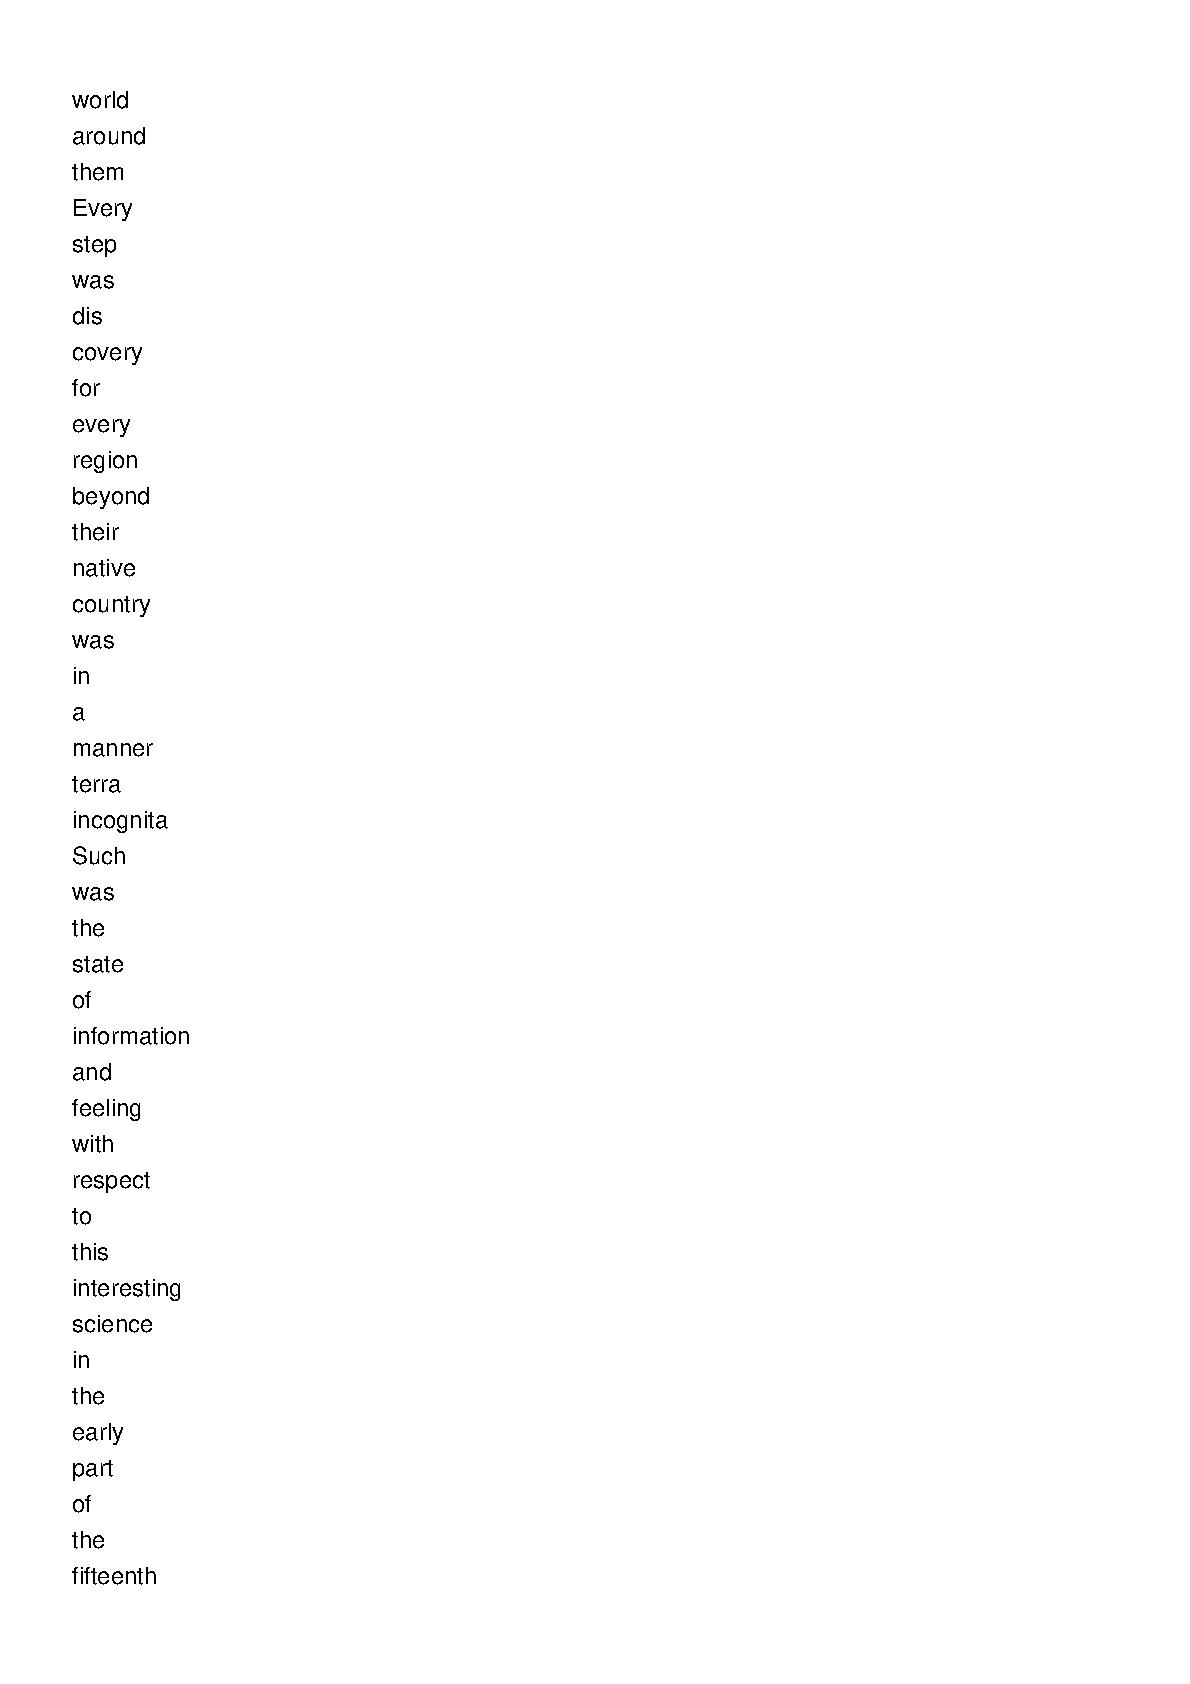 world
around
them
Every
step
was
dis
covery
for
every
region
beyond
their
native
country
was
in
a
manner
terra
incognita
Such
was
the
state
of
information
and
feeling
with
respect
to
this
interesting
science
in
the
early
part
of
the
fifteenth